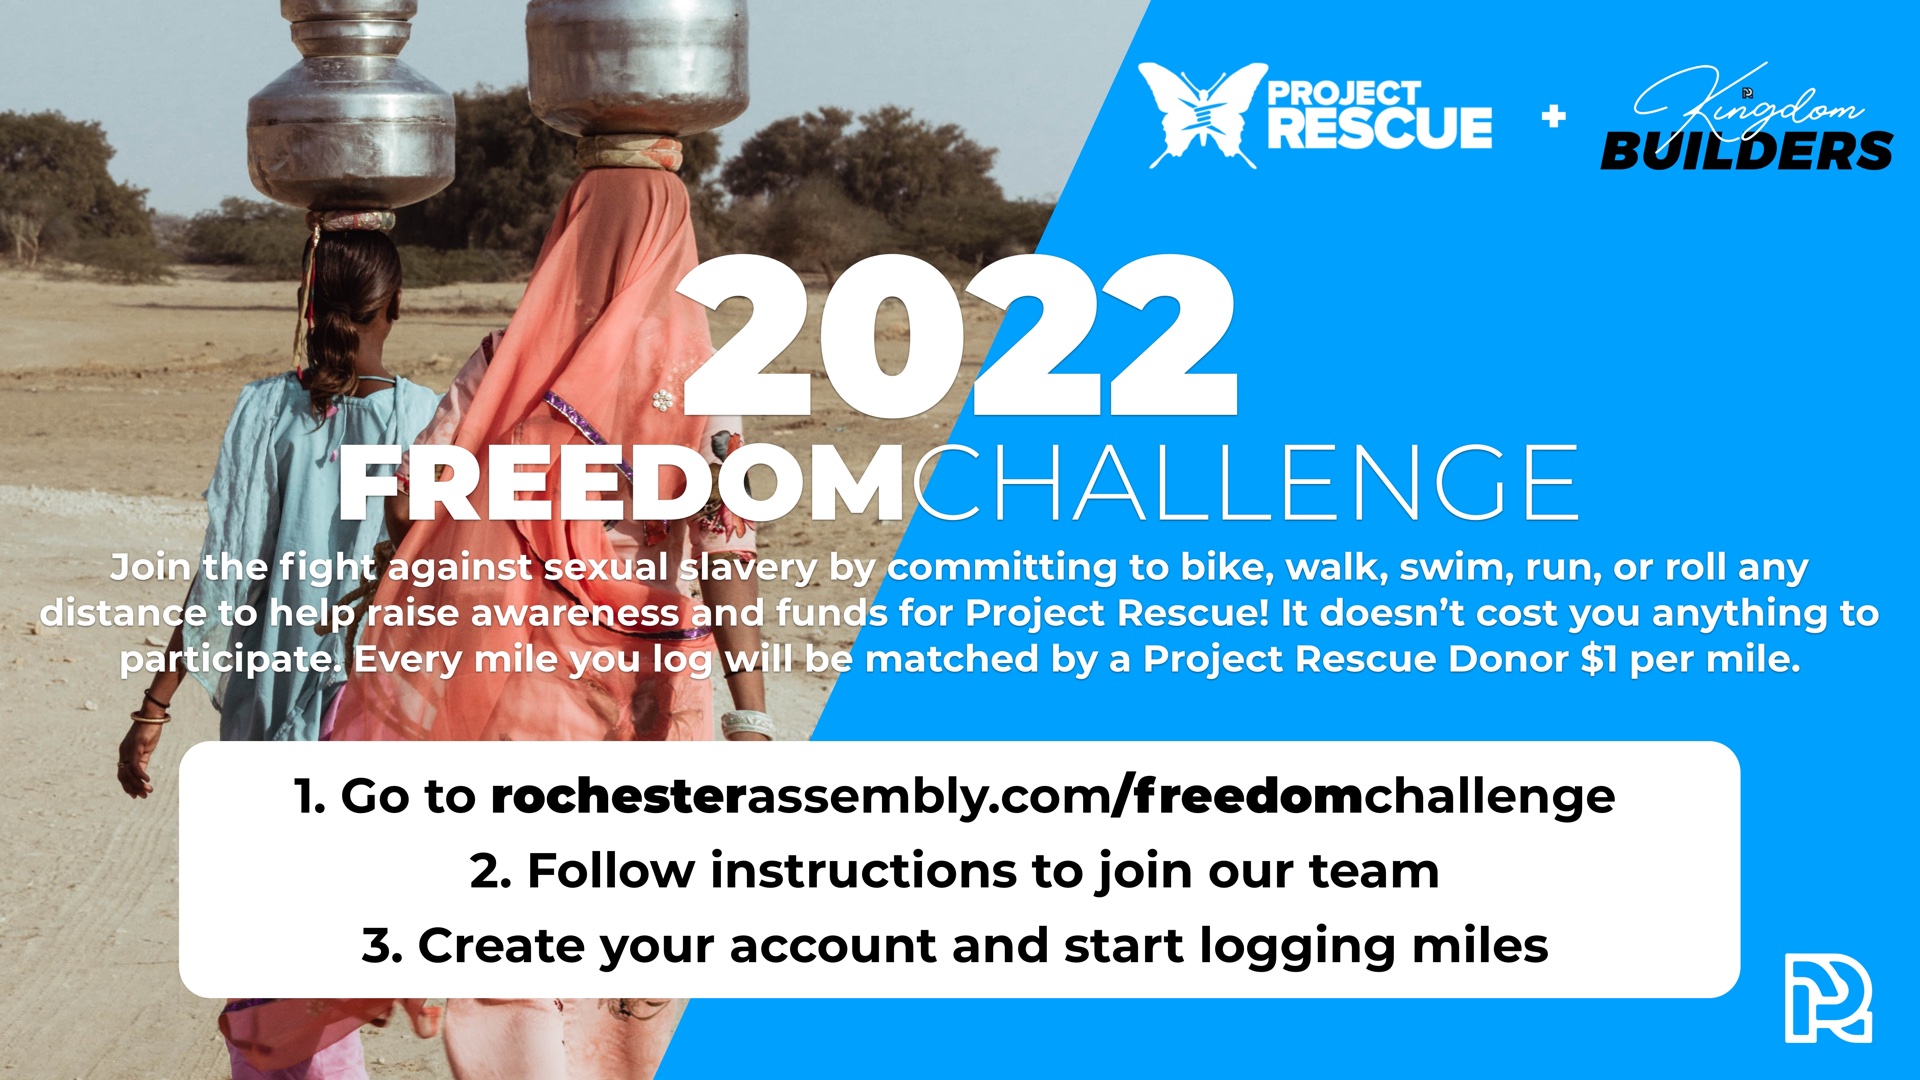 PROJECT
RESCUE
+
Kingdom
BUILDERS
2022
FREEDOMCHALLENGE
Join the fight against sexual slavery by committing to bike, walk, swim, run, or roll any
distance to help raise awareness and funds for Project Rescue! It doesn’t cost you anything to
participate. Every mile you log will be matched by a Project Rescue Donor $1 per mile.
1. Go to rochesterassembly.com/freedomchallenge
2. Follow instructions to join our team
3. Create your account and start logging miles